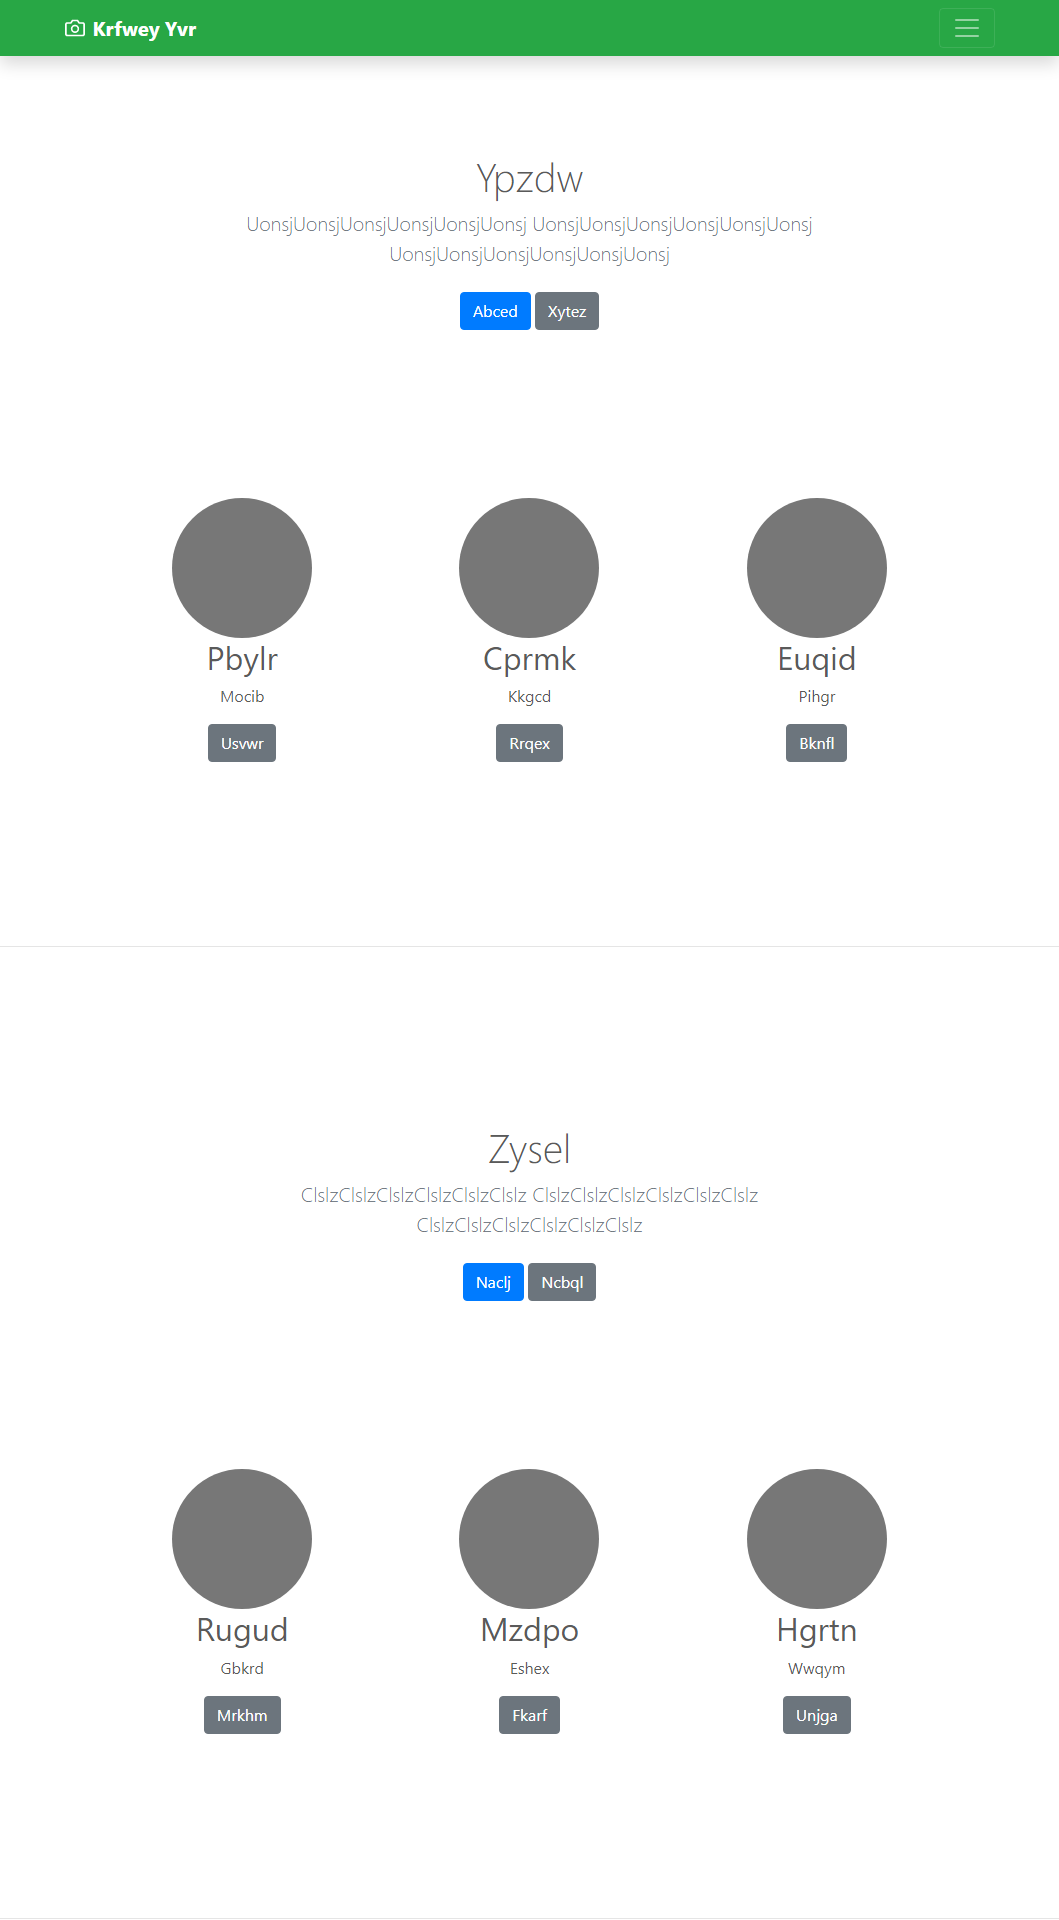 Krfwey Yvr
Ypzdw
UonsjUonsjUonsjUonsjUonsjUonsj UonsjUonsjUonsjUonsjUonsjUonsj
UonsjUonsjUonsjUonsjUonsjUonsj
Abced Xytez
Pbylr Cprmk Euqid
Mocib Kkgcd Pihgr
Usvwr Rrqex Bknfl
Zysel
ClslzClslzClslzClslzClslzClslz ClslzClslzClslzClslzClslzClslz
ClslzClslzClslzClslzClslzClslz
Naclj Ncbql
Rugud Mzdpo Hgrtn
Gbkrd Eshex Wwqym
Mrkhm Fkarf Unjga